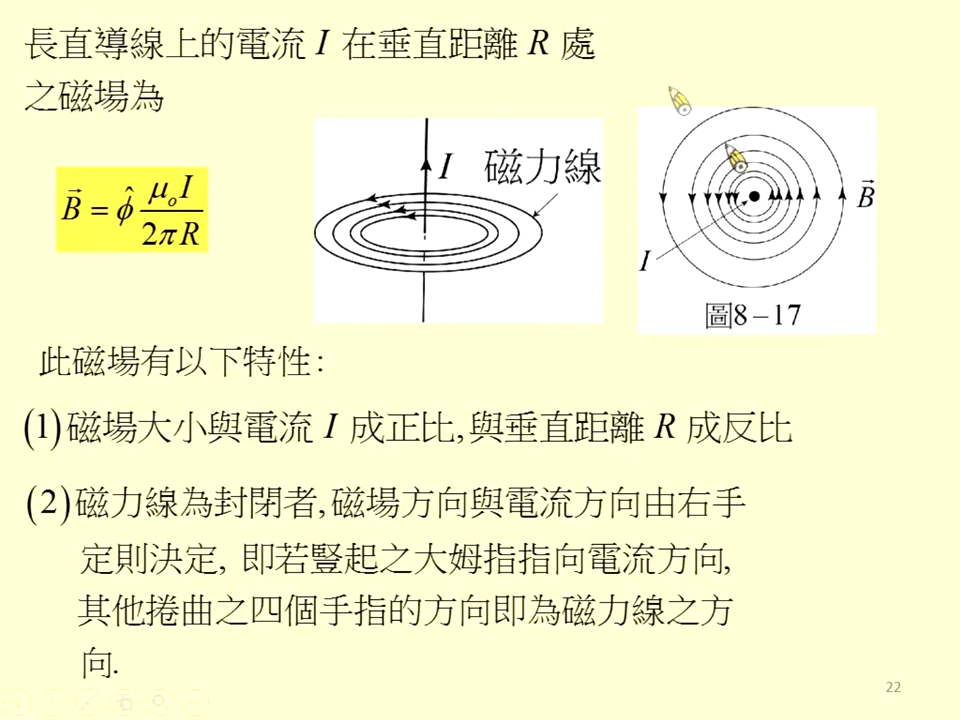 長直導線上的電流 I 在垂直距離 R 處
之磁場為
I 磁力線
B⃗ = φ̂ μₒI / 2πR
B⃗
I
圖8–17
此磁場有以下特性:
(1)磁場大小與電流 I 成正比,與垂直距離 R 成反比
(2)磁力線為封閉者,磁場方向與電流方向由右手
定則決定, 即若豎起之大姆指指向電流方向,
其他捲曲之四個手指的方向即為磁力線之方
向.
22